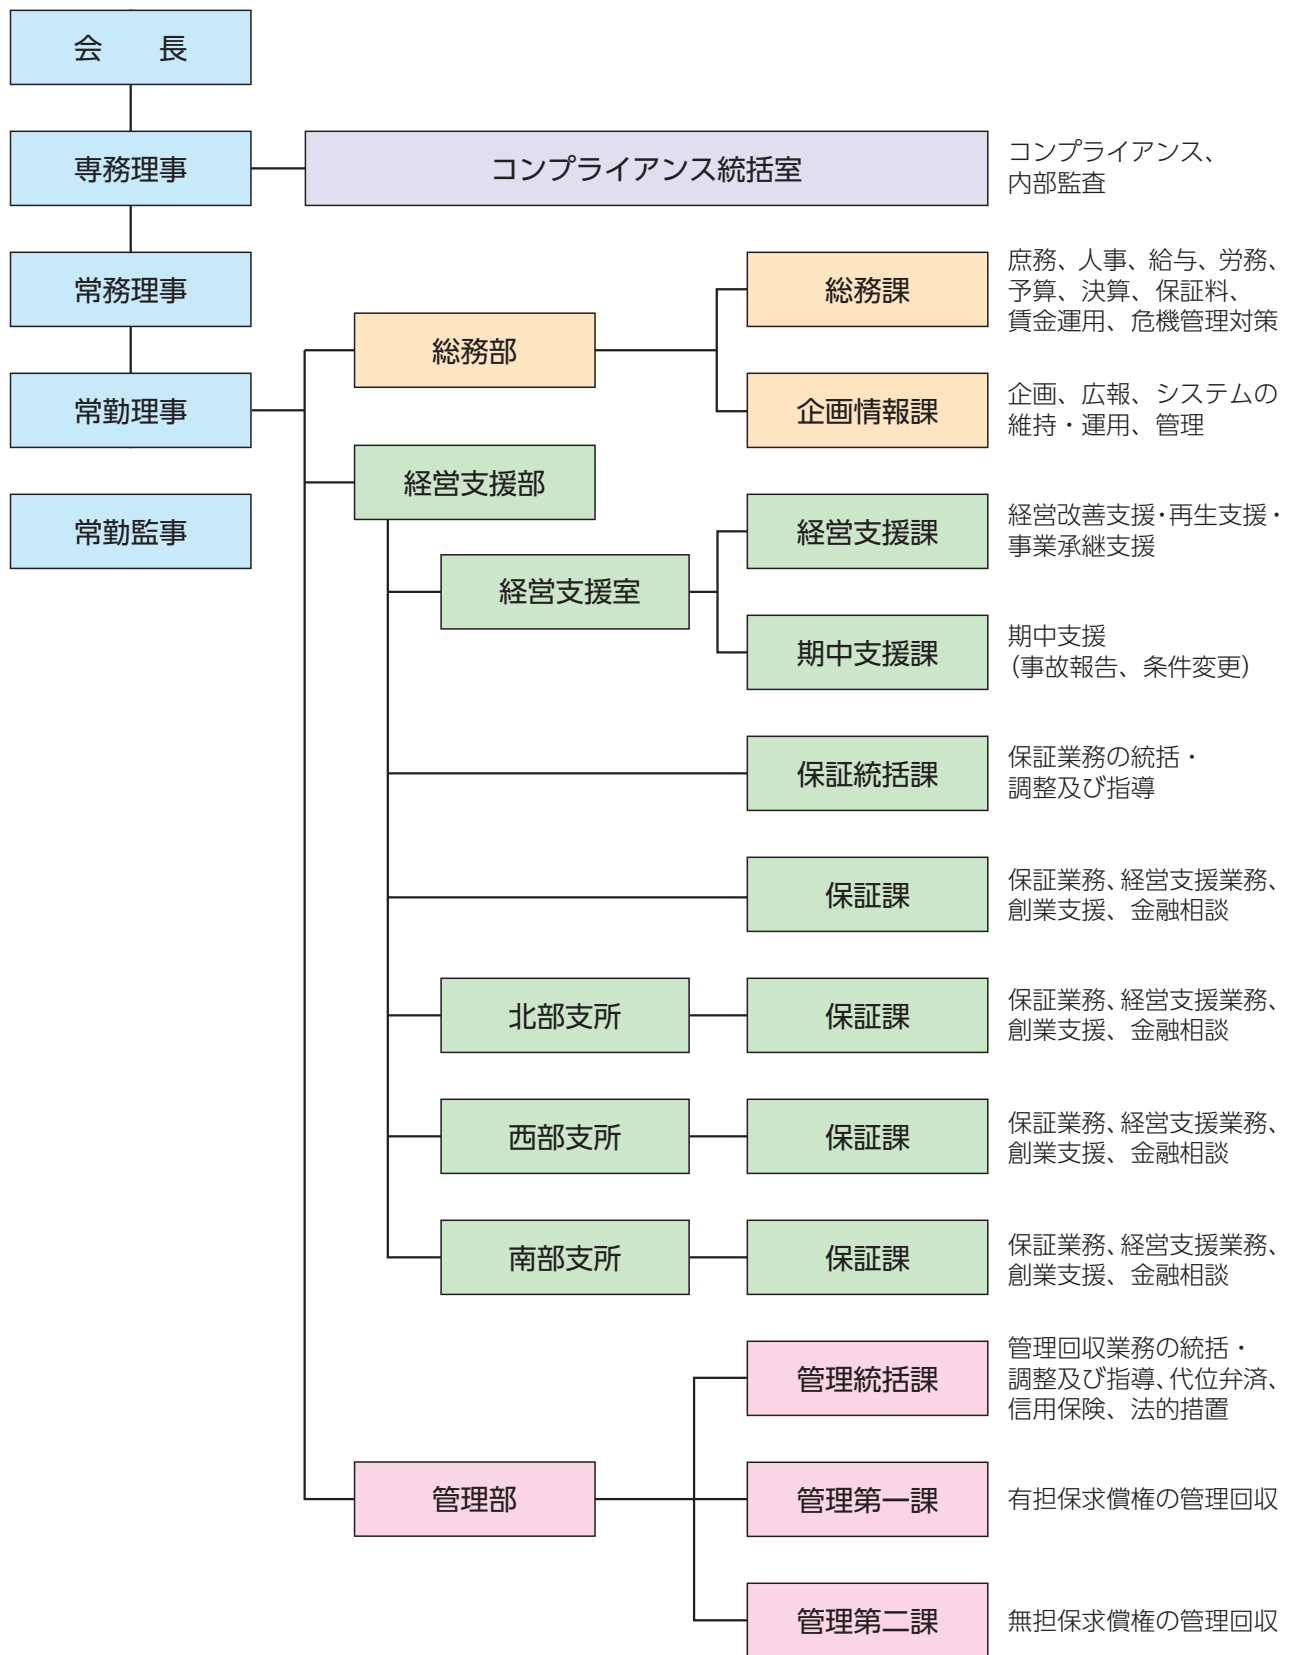 会　　長
専務理事
コンプライアンス統括室
コンプライアンス、
内部監査
常務理事
総務課
庶務、人事、給与、労務、
予算、決算、保証料、
賃金運用、危機管理対策
総務部
常勤理事
企画情報課
企画、広報、システムの
維持・運用、管理
経営支援部
常勤監事
経営支援課
経営改善支援・再生支援・
事業承継支援
経営支援室
期中支援課
期中支援
（事故報告、条件変更）
保証統括課
保証業務の統括・
調整及び指導
保証課
保証業務、経営支援業務、
創業支援、金融相談
北部支所
保証課
保証業務、経営支援業務、
創業支援、金融相談
西部支所
保証課
保証業務、経営支援業務、
創業支援、金融相談
南部支所
保証課
保証業務、経営支援業務、
創業支援、金融相談
管理統括課
管理回収業務の統括・
調整及び指導、代位弁済、
信用保険、法的措置
管理部
管理第一課
有担保求償権の管理回収
管理第二課
無担保求償権の管理回収